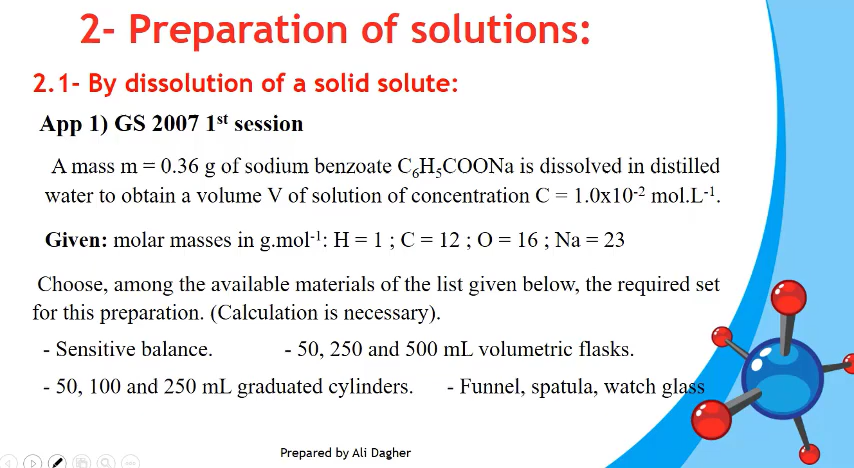 2- Preparation of solutions:
2.1- By dissolution of a solid solute:
App 1) GS 2007 1st session
A mass m = 0.36 g of sodium benzoate C₆H₅COONa is dissolved in distilled
water to obtain a volume V of solution of concentration C = 1.0x10⁻² mol.L⁻¹.
Given: molar masses in g.mol⁻¹: H = 1 ; C = 12 ; O = 16 ; Na = 23
Choose, among the available materials of the list given below, the required set
for this preparation. (Calculation is necessary).
- Sensitive balance. - 50, 250 and 500 mL volumetric flasks.
- 50, 100 and 250 mL graduated cylinders. - Funnel, spatula, watch glass
Prepared by Ali Dagher